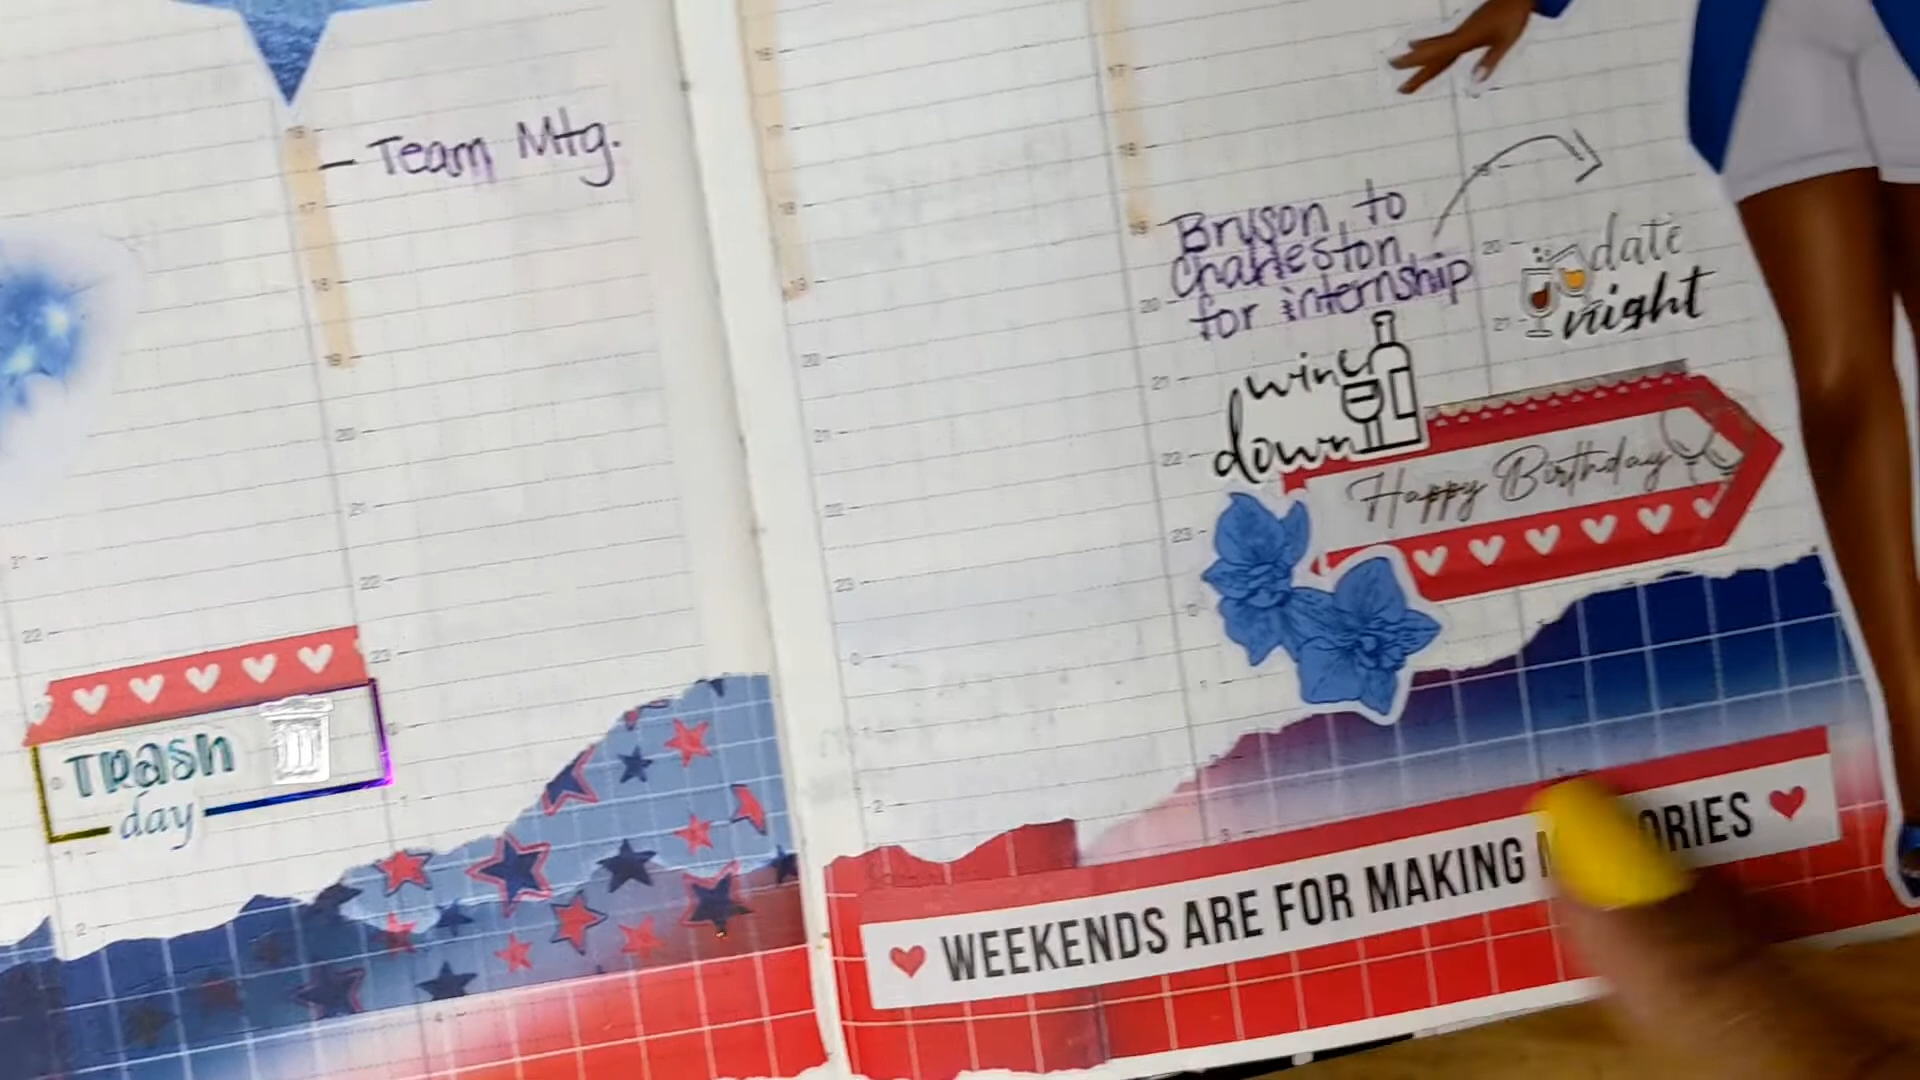 - Team Mtg.
Trash
day
Bryson to
Charleston
for internship
date
night
wine
down
Happy Birthday
WEEKENDS ARE FOR MAKING M ORIES